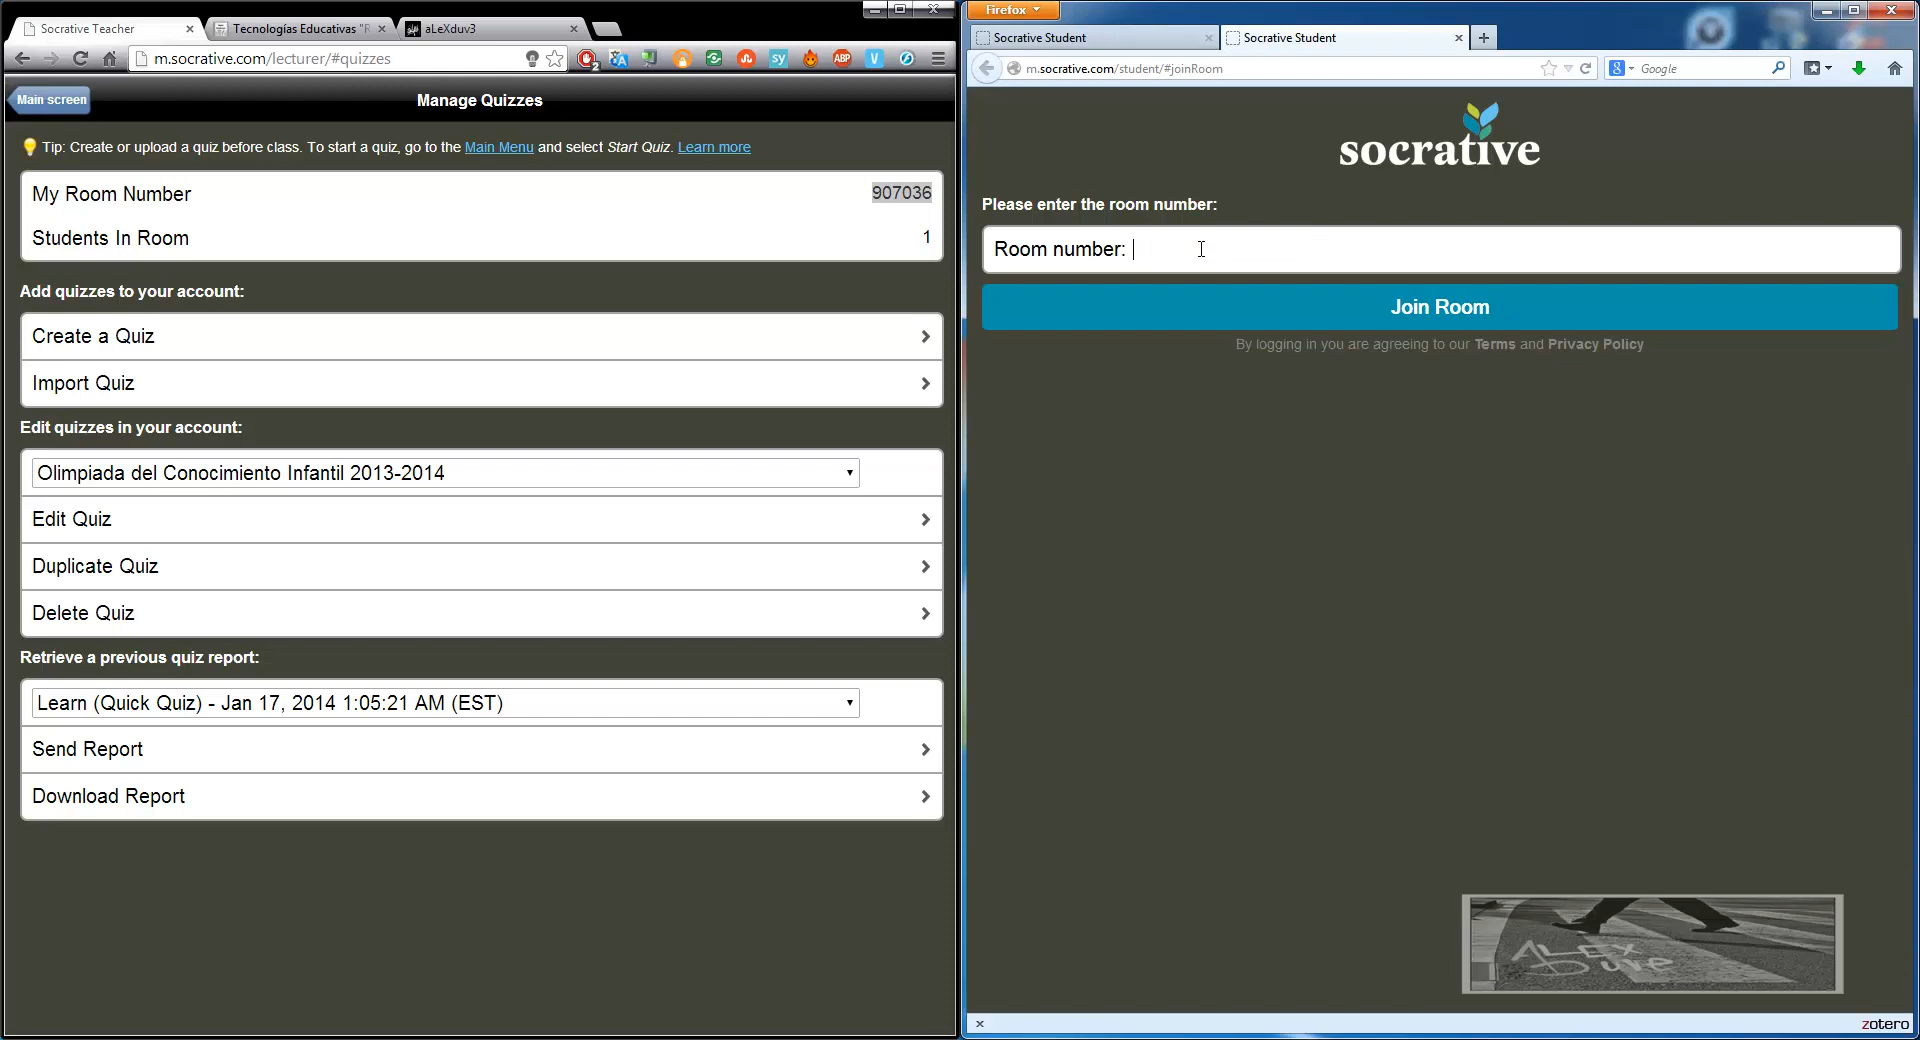 Socrative Teacher
Tecnologías Educativas "R
aLeXduv3
m.socrative.com/lecturer/#quizzes
2
sy
ABP
V
Main screen
Manage Quizzes
Tip: Create or upload a quiz before class. To start a quiz, go to the Main Menu and select Start Quiz. Learn more
My Room Number 907036
Students In Room 1
Add quizzes to your account:
Create a Quiz
Import Quiz
Edit quizzes in your account:
Olimpiada del Conocimiento Infantil 2013-2014
Edit Quiz
Duplicate Quiz
Delete Quiz
Retrieve a previous quiz report:
Learn (Quick Quiz) - Jan 17, 2014 1:05:21 AM (EST)
Send Report
Download Report
Firefox
Socrative Student
Socrative Student
m.socrative.com/student/#joinRoom
Google
socrative
Please enter the room number:
Room number:
Join Room
By logging in you are agreeing to our Terms and Privacy Policy
ALEX
Duve
zotero